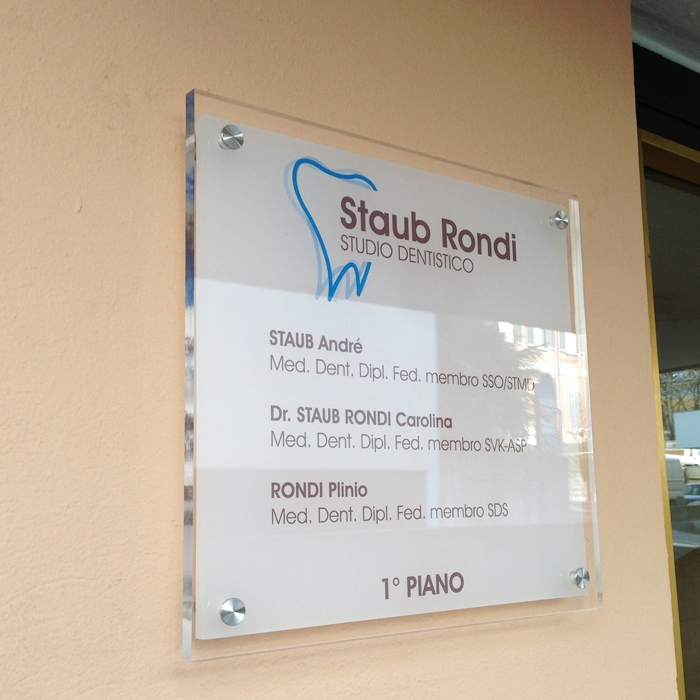 Staub Rondi
STUDIO DENTISTICO
STAUB André
Med. Dent. Dipl. Fed. membro SSO/STMD
Dr. STAUB RONDI Carolina
Med. Dent. Dipl. Fed. membro SVK-ASP
RONDI Plinio
Med. Dent. Dipl. Fed. membro SDS
1° PIANO